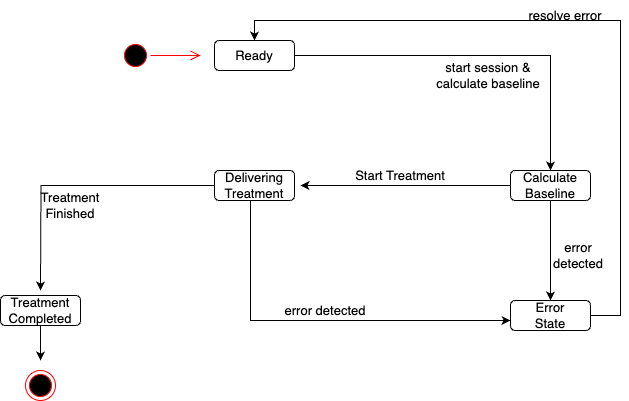 resolve error
Ready
start session &
calculate baseline
Delivering
Treatment
Start Treatment
Calculate
Baseline
Treatment
Finished
error
detected
Treatment
Completed
error detected
Error
State